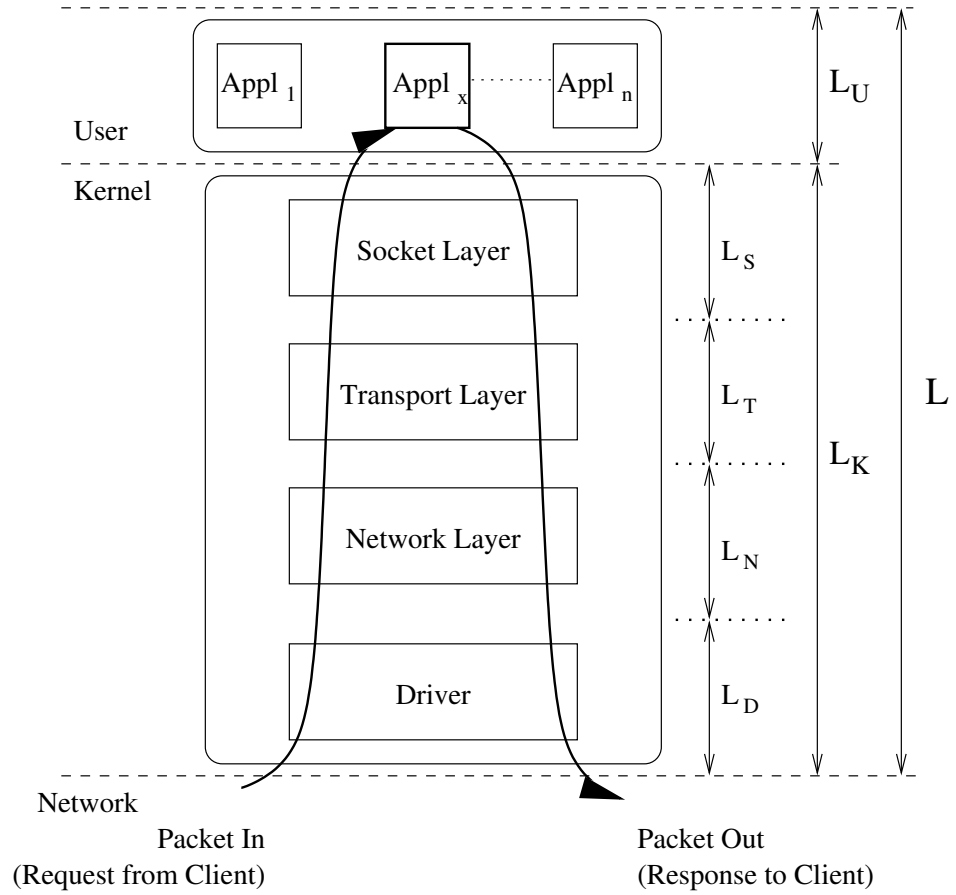 Appl 1
Appl x
Appl n
L U
User
Kernel
Socket Layer
L S
Transport Layer
L T
L
L K
Network Layer
L N
Driver
L D
Network
Packet In
(Request from Client)
Packet Out
(Response to Client)